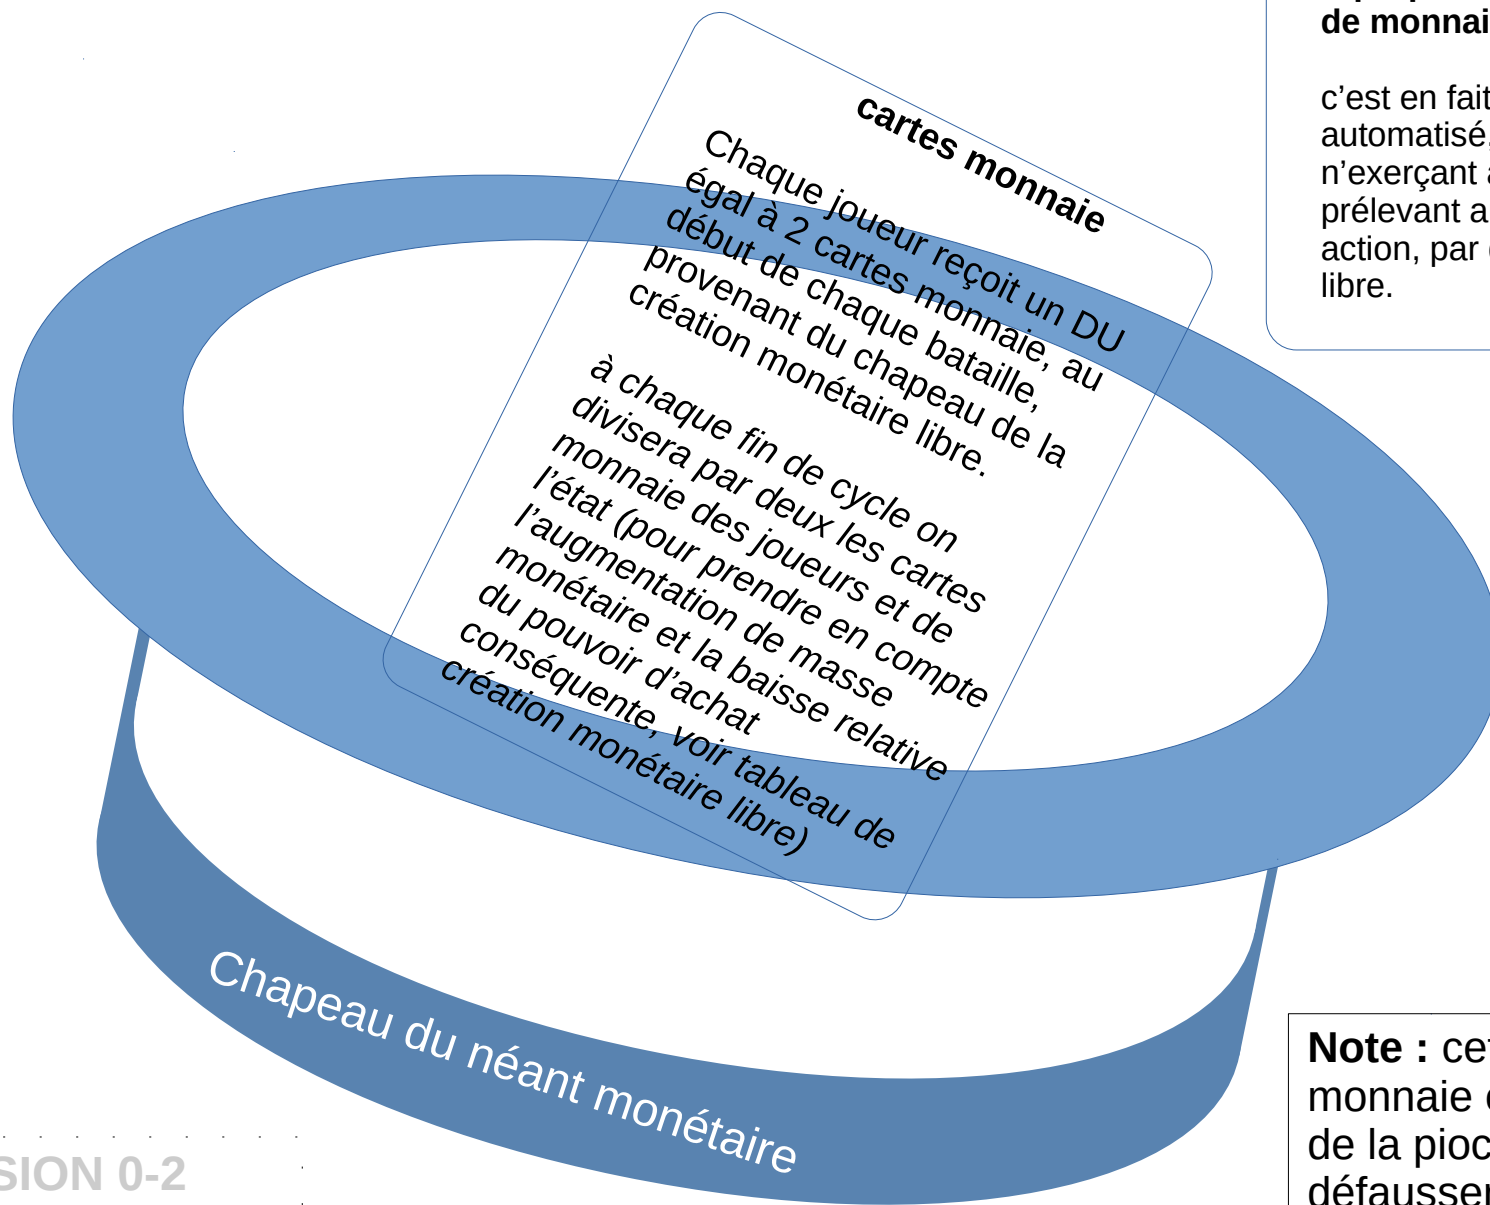 cartes monnaie
Chaque joueur reçoit un DU
égal à 2 cartes monnaie, au
début de chaque bataille,
provenant du chapeau de la
création monétaire libre.
à chaque fin de cycle on
divisera par deux les cartes
monnaie des joueurs et de
l’état (pour prendre en compte
l’augmentation de masse
monétaire et la baisse relative
du pouvoir d’achat
conséquente, voir tableau de
création monétaire libre)
Chapeau du néant monétaire
de monnai
c’est en fait
automatisé,
n’exerçant
prélevant a
action, par
libre.
Note : cet
monnaie
de la pioc
défausser
SION 0-2